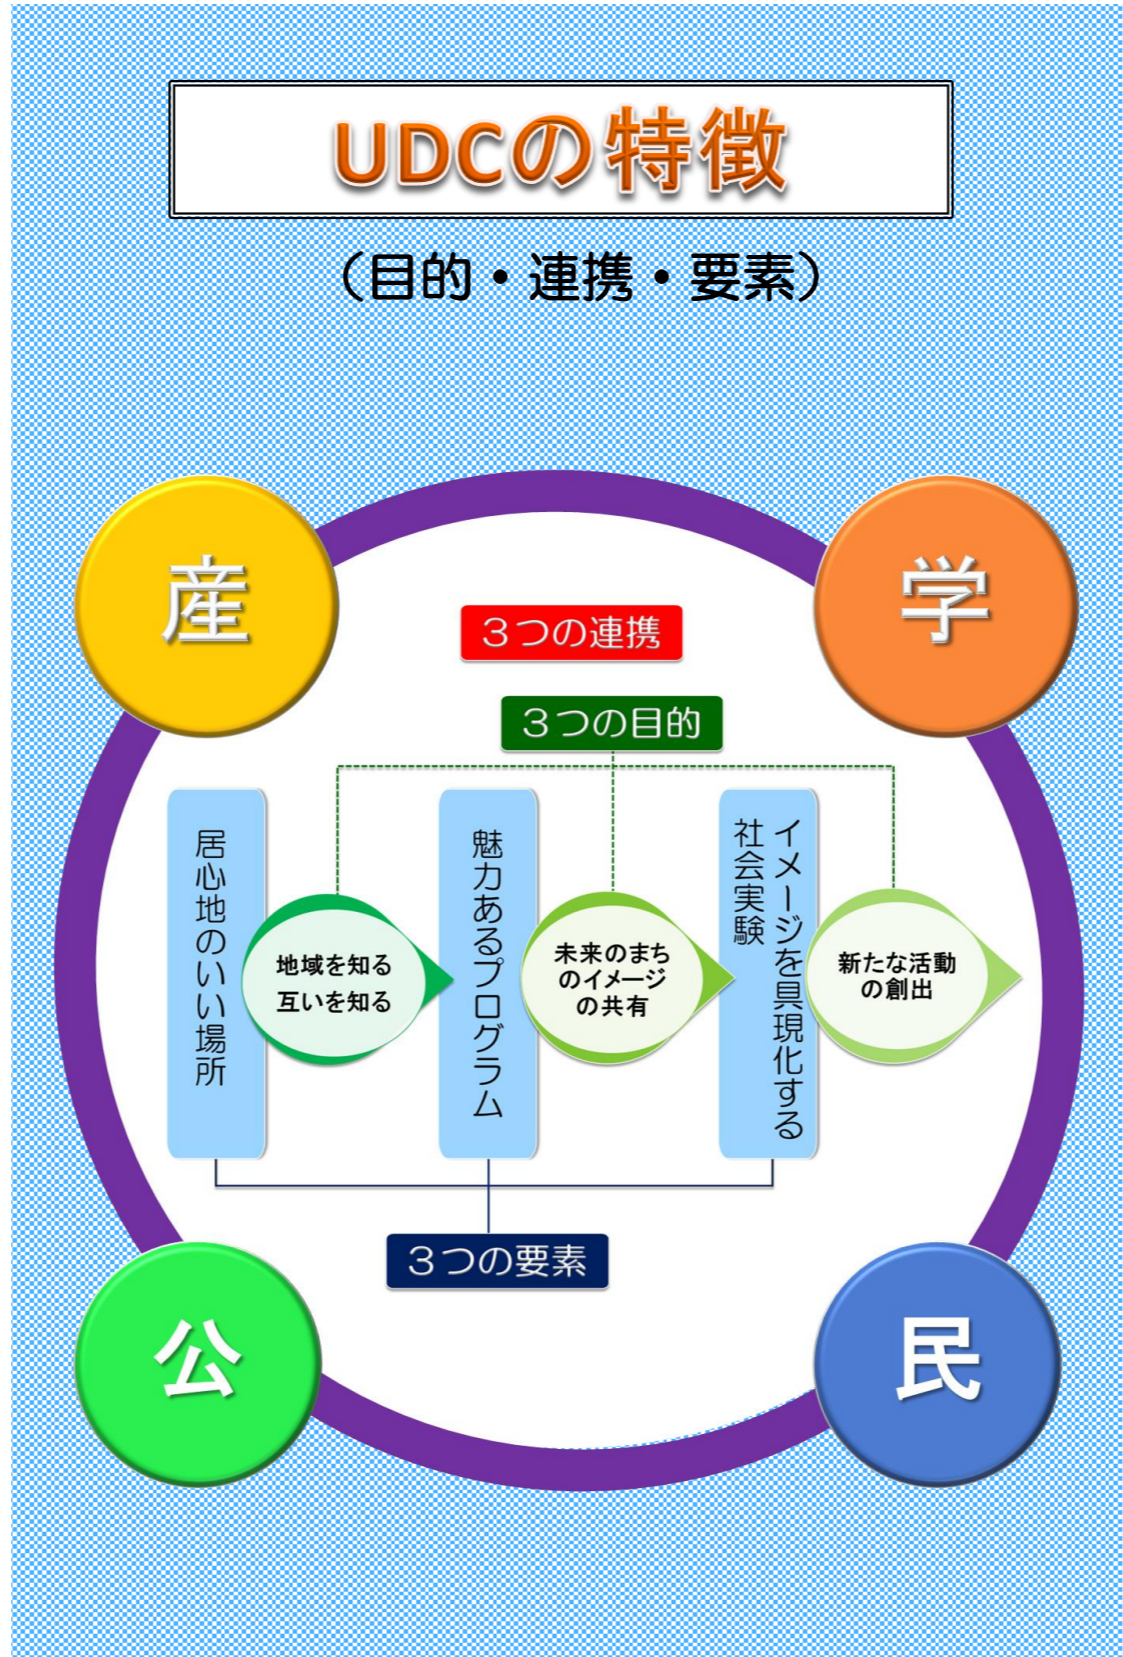 UDCの特徴
（目的・連携・要素）
産
学
３つの連携
３つの目的
居心地のいい場所
地域を知る
互いを知る
魅力あるプログラム
未来のまち
のイメージ
の共有
イメージを具現化する
社会実験
新たな活動
の創出
３つの要素
公
民